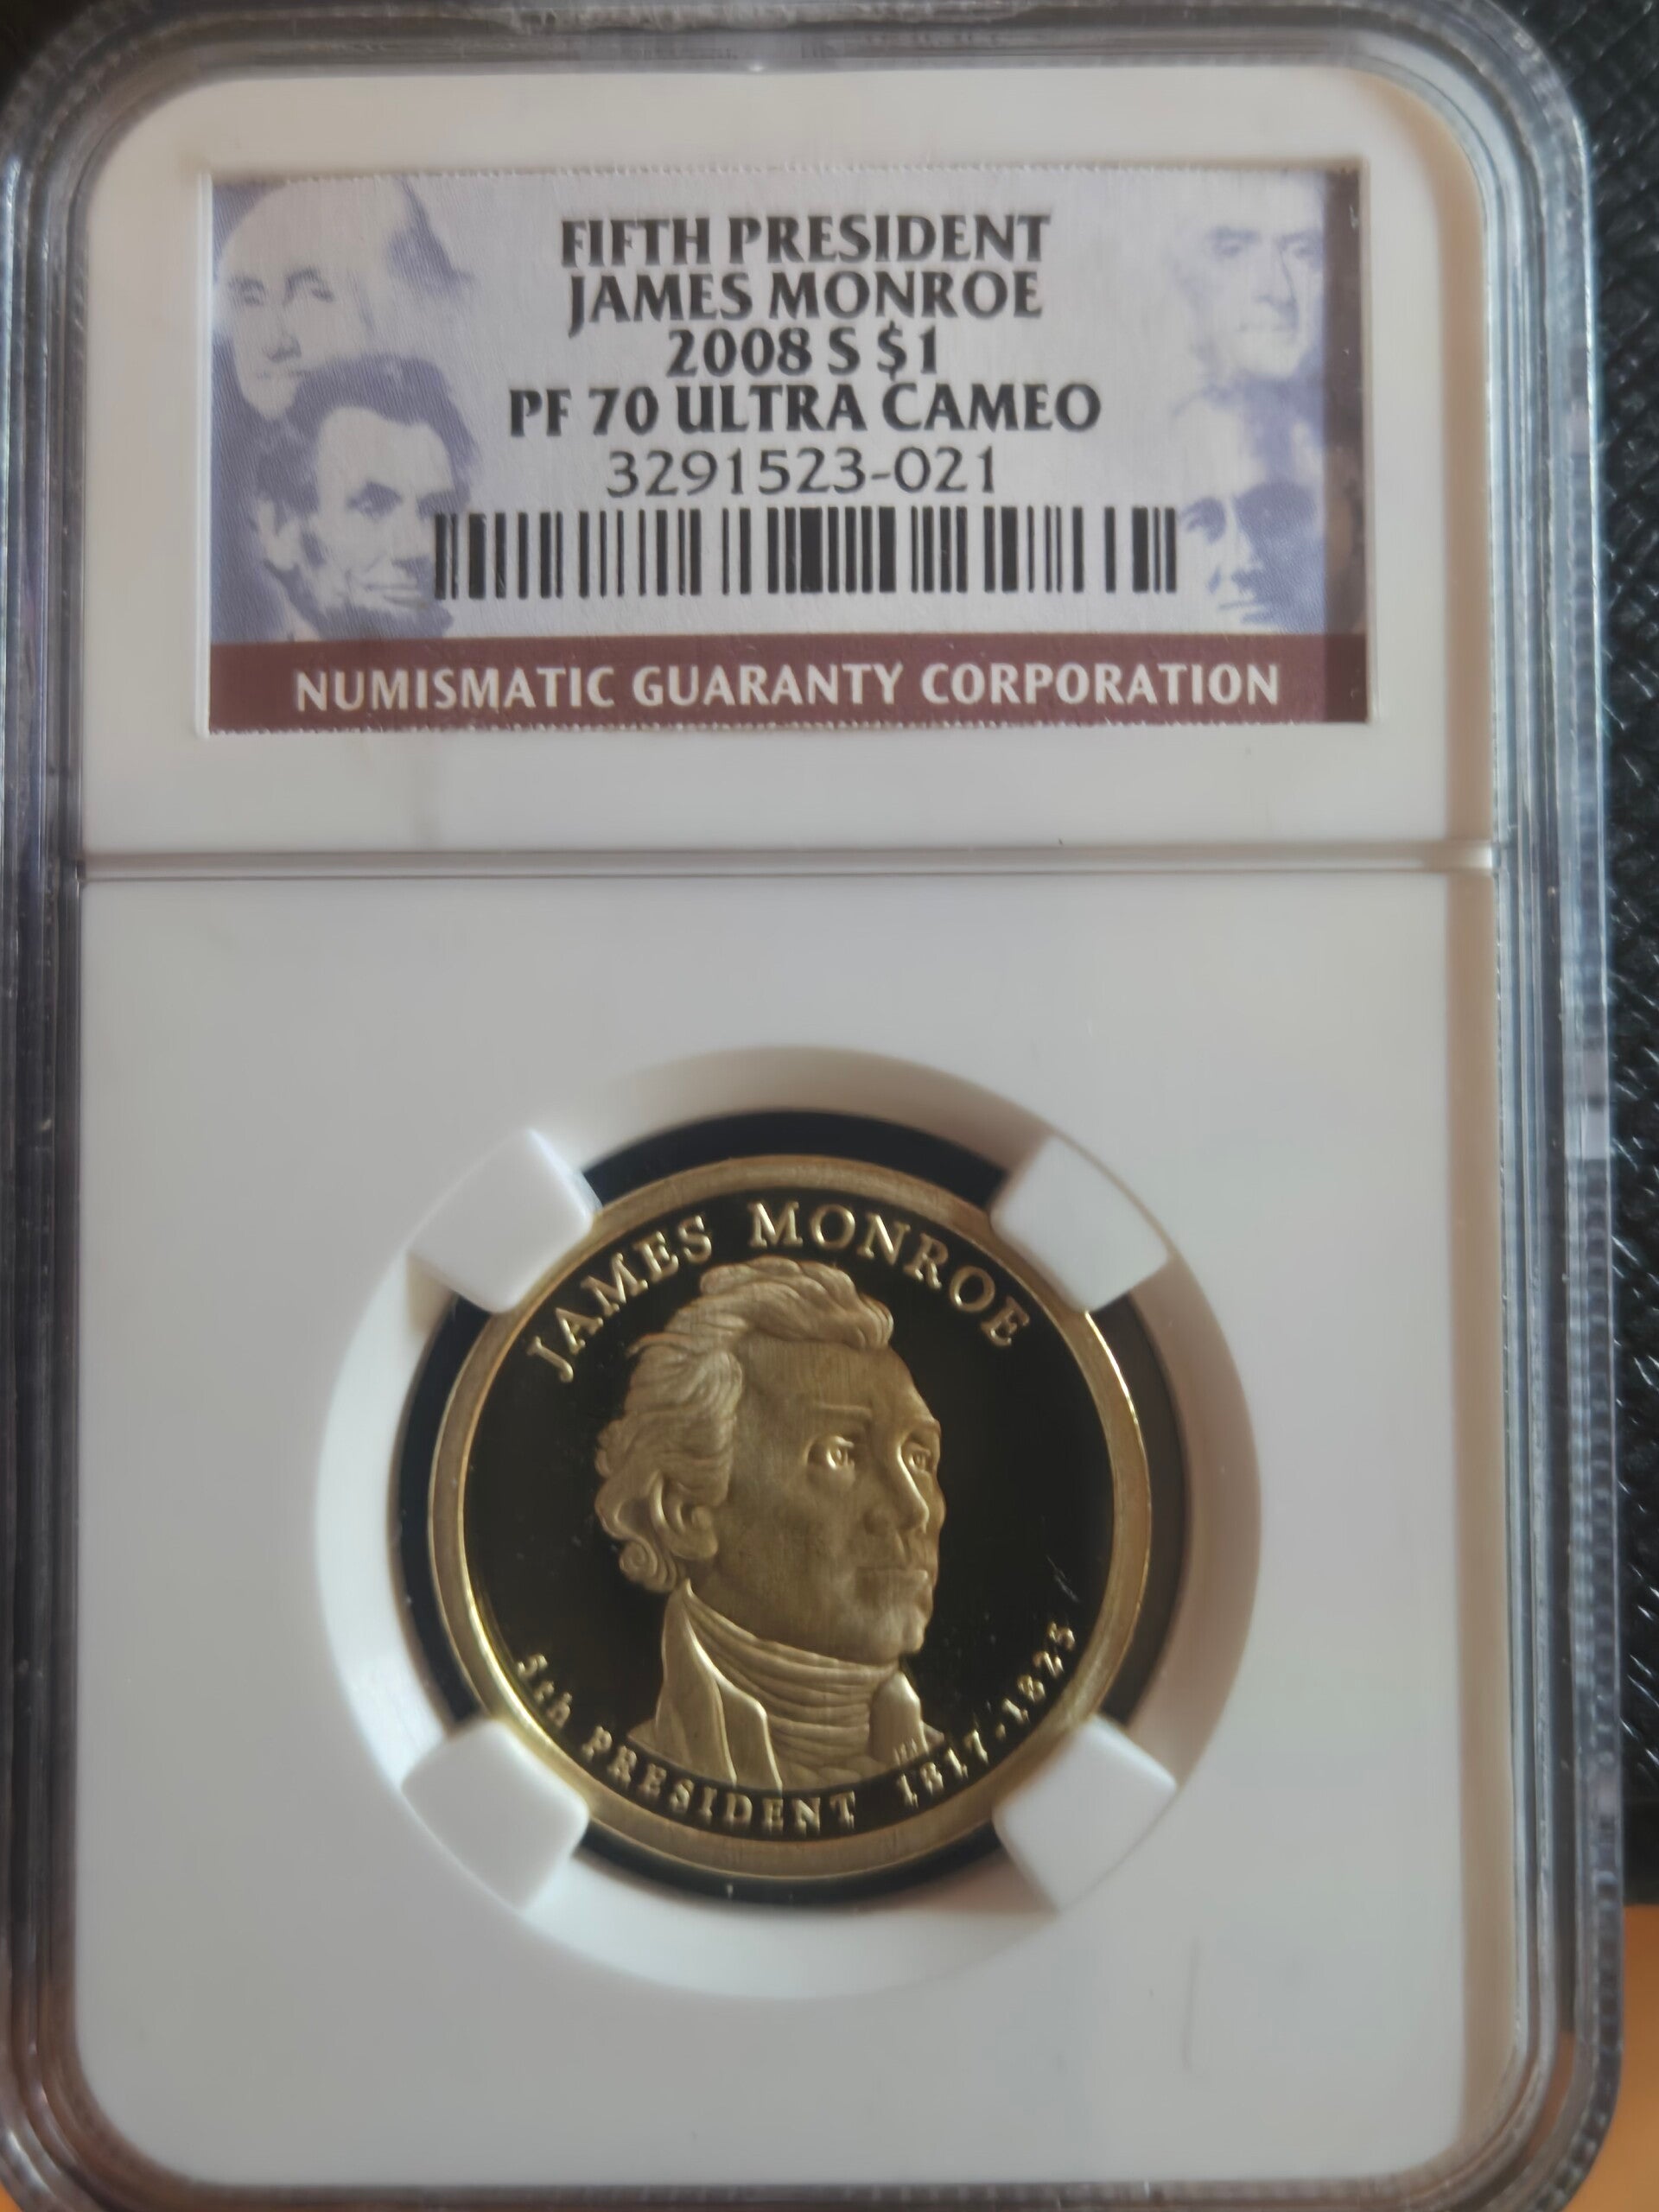 FIFTH PRESIDENT
JAMES MONROE
2008 S $1
PF 70 ULTRA CAMEO
3291523-021
NUMISMATIC GUARANTY CORPORATION
JAMES MONROE
5th PRESIDENT 1817-1825